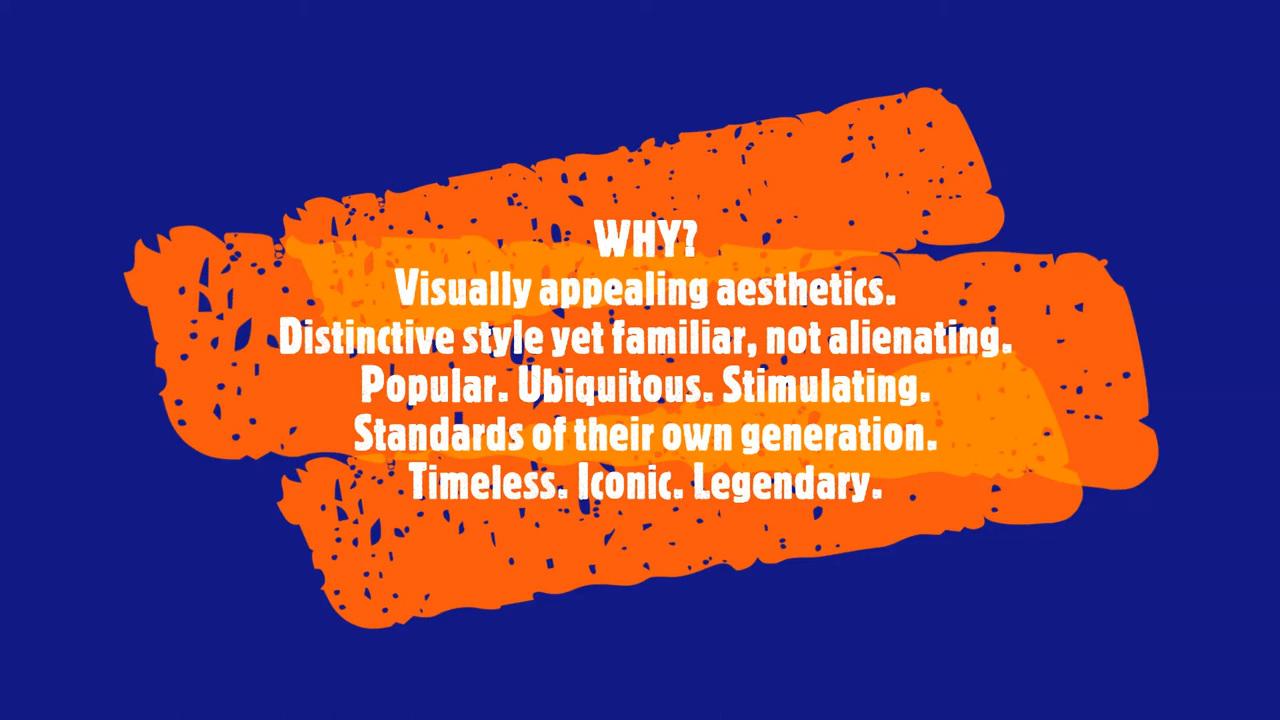 WHY?
Visually appealing aesthetics.
Distinctive style yet familiar, not alienating.
Popular. Ubiquitous. Stimulating.
Standards of their own generation.
Timeless. Iconic. Legendary.